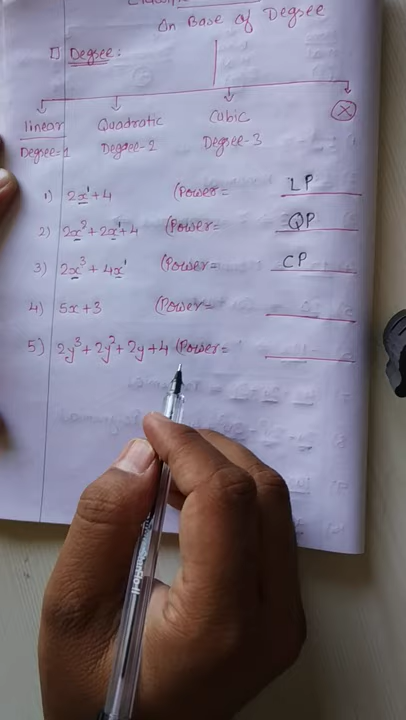 On Base of Degree
Degree:
linear Quadratic Cubic X
Degree-1 Degree-2 Degree-3
1) 2x¹+4 (Power= LP
2) 2x²+2x¹+4 (Power= QP
3) 2x³+4x¹ (Power= CP
4) 5x+3 (Power=
5) 2y³+2y²+2y+4 (Power=